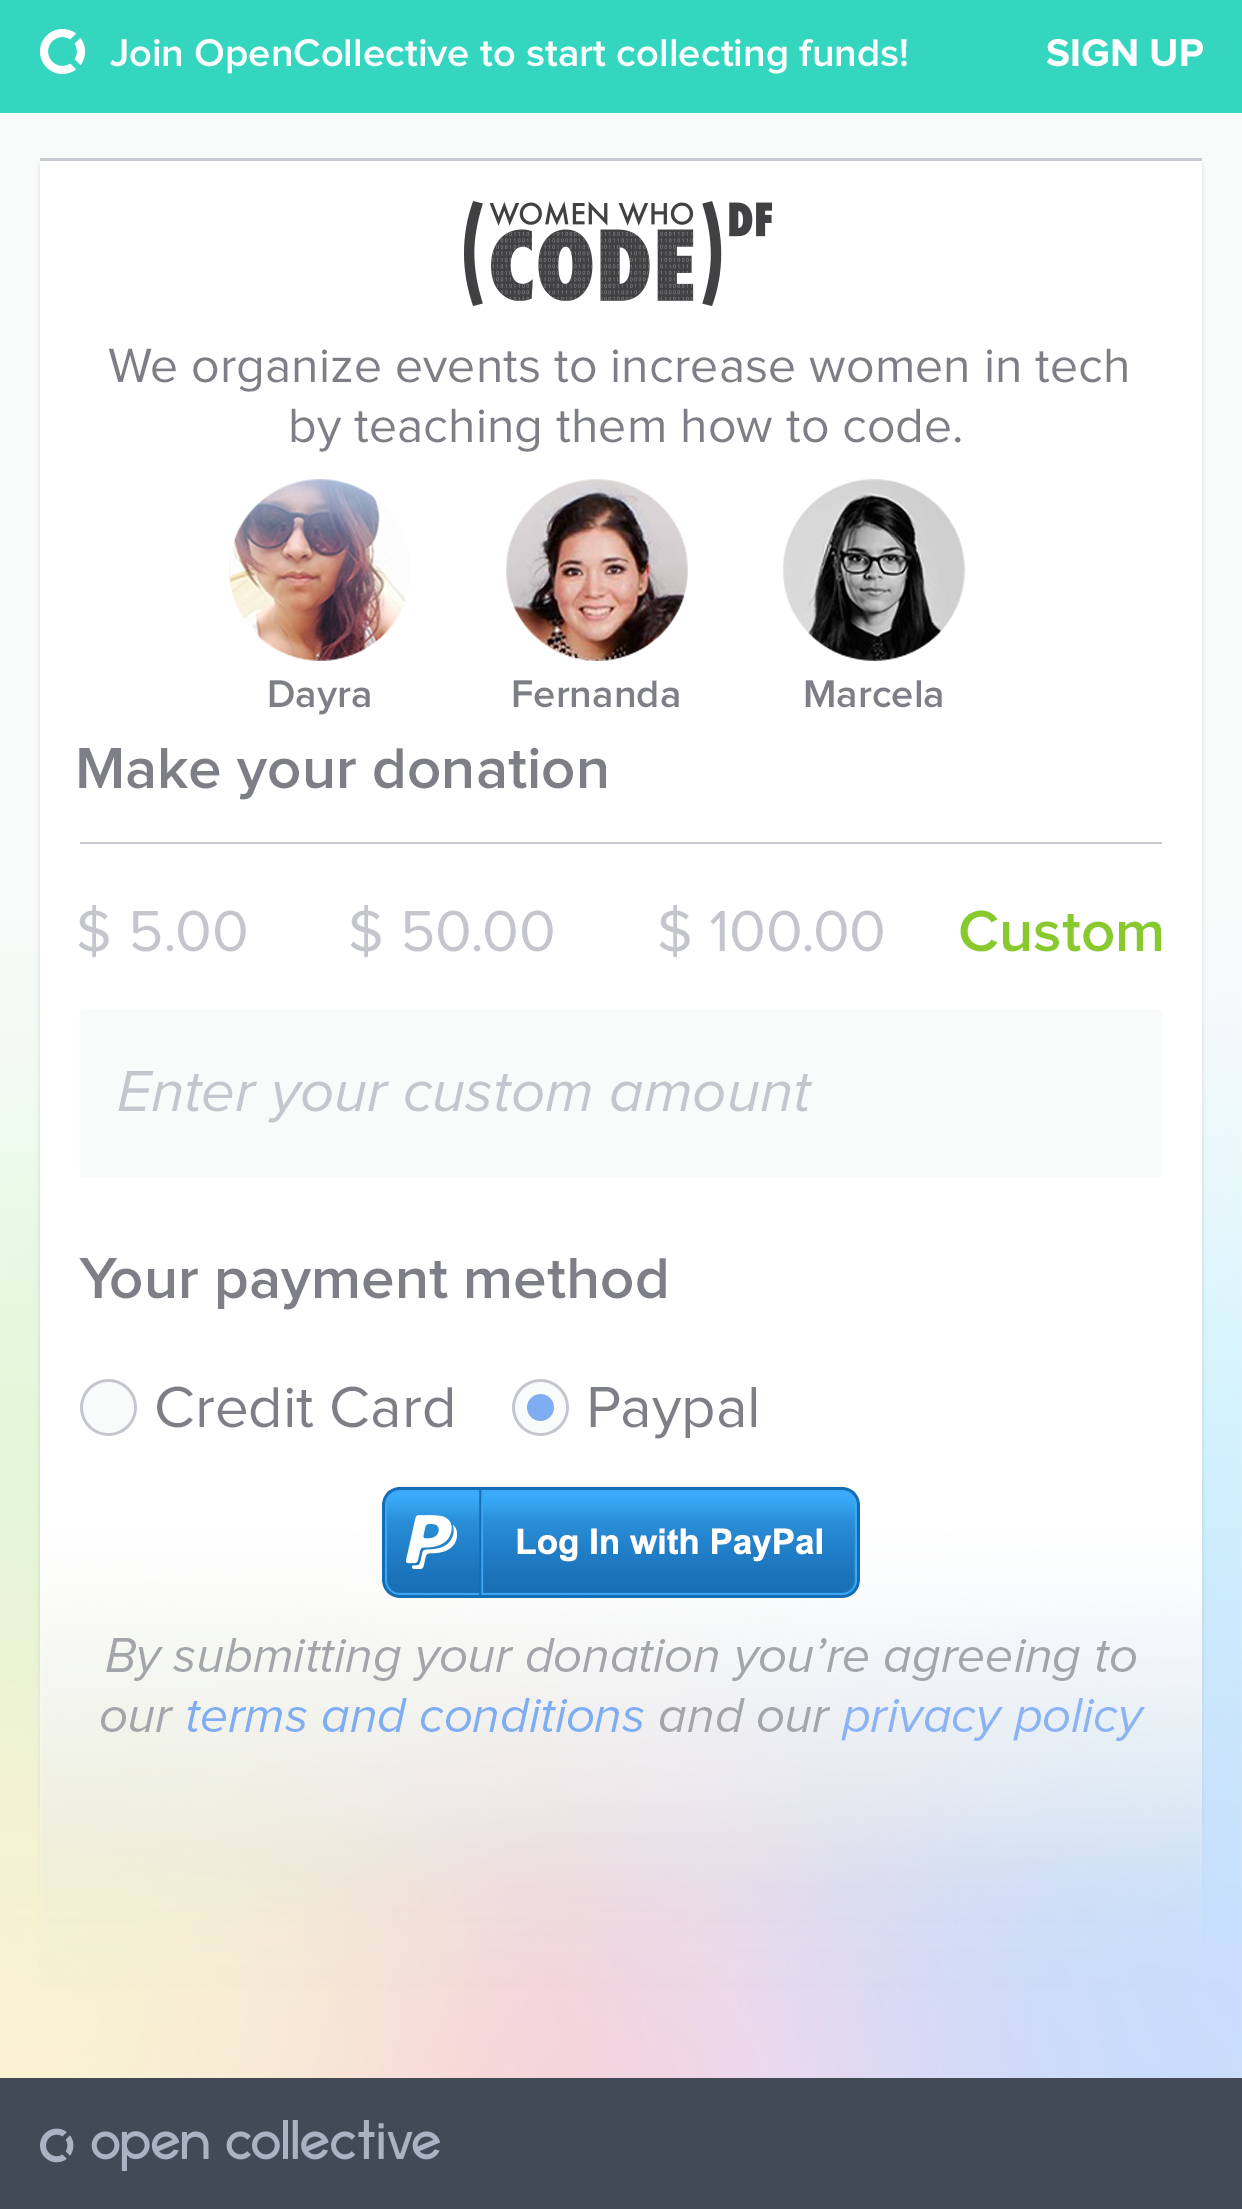 Join OpenCollective to start collecting funds! SIGN UP
WOMEN WHO
(CODE) DF
We organize events to increase women in tech
by teaching them how to code.
Dayra Fernanda Marcela
Make your donation
$ 5.00 $ 50.00 $ 100.00 Custom
Enter your custom amount
Your payment method
Credit Card Paypal
Log In with PayPal
By submitting your donation you’re agreeing to
our terms and conditions and our privacy policy
open collective